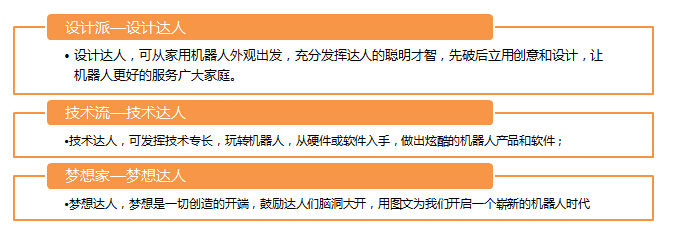 设计派—设计达人
• 设计达人，可从家用机器人外观出发，充分发挥达人的聪明才智，先破后立用创意和设计，让
机器人更好的服务广大家庭。
技术流—技术达人
•技术达人，可发挥技术专长，玩转机器人，从硬件或软件入手，做出炫酷的机器人产品和软件；
梦想家—梦想达人
•梦想达人，梦想是一切创造的开端，鼓励达人们脑洞大开，用图文为我们开启一个崭新的机器人时代